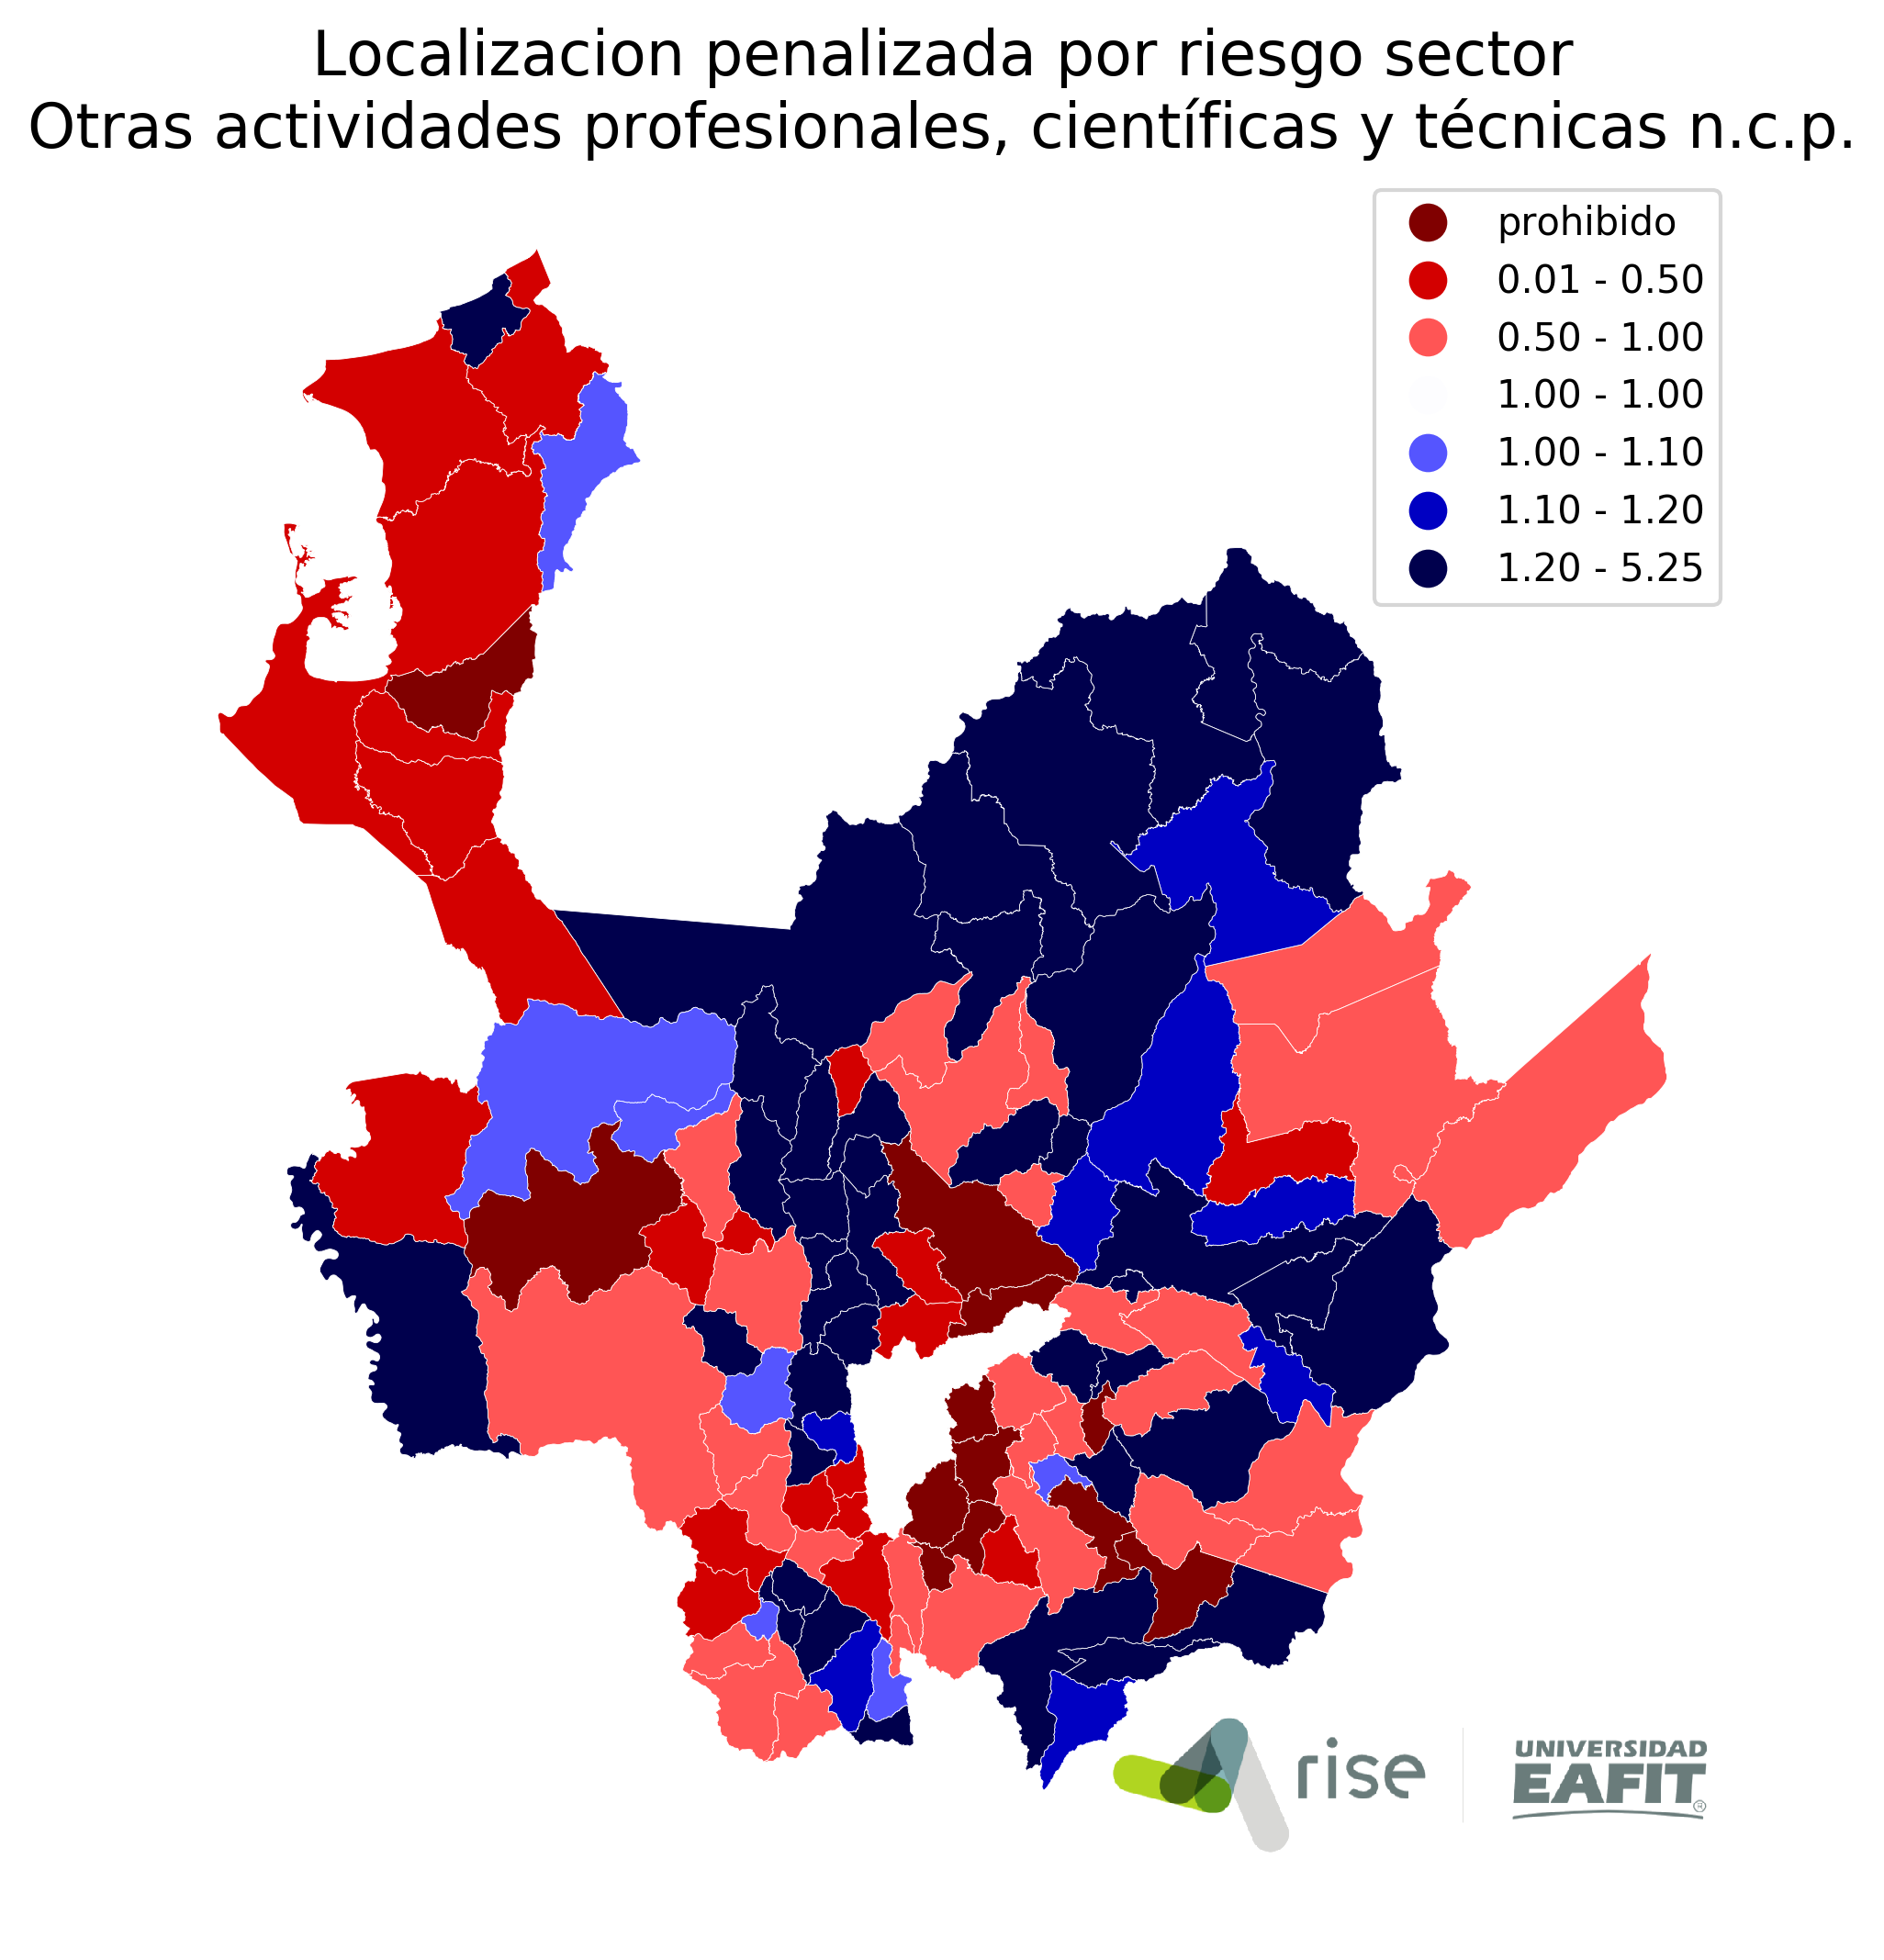 Localizacion penalizada por riesgo sector
Otras actividades profesionales, científicas y técnicas n.c.p.
prohibido
0.01 - 0.50
0.50 - 1.00
1.00 - 1.00
1.00 - 1.10
1.10 - 1.20
1.20 - 5.25
rise
UNIVERSIDAD
EAFIT®